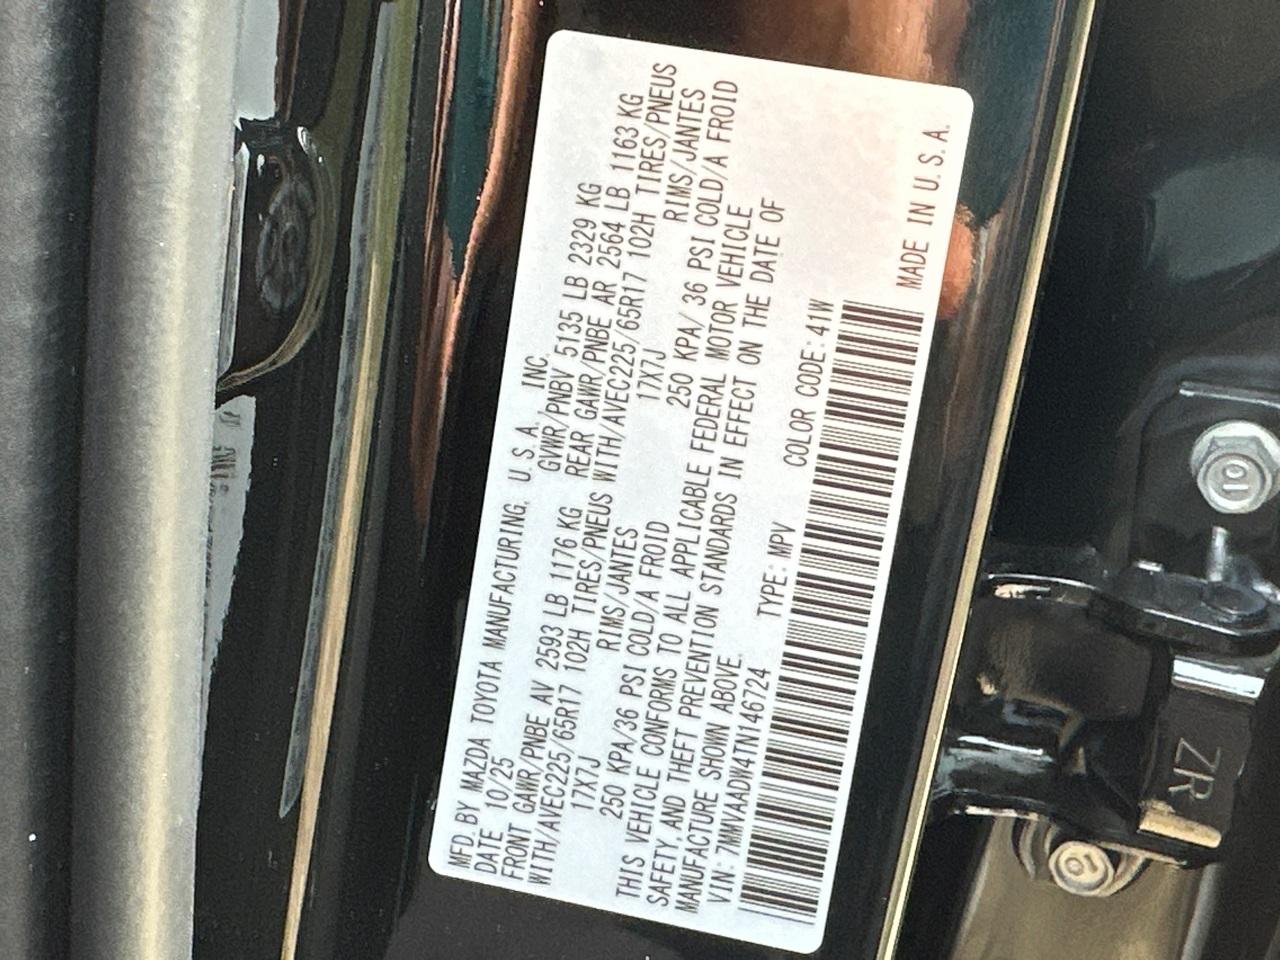 MFD. BY MAZDA TOYOTA MANUFACTURING, U.S.A. INC.
DATE 10/25 GVWR/PNBV 5135 LB 2329 KG
FRONT GAWR/PNBE AV 2593 LB 1176 KG REAR GAWR/PNBE AR 2564 LB 1163 KG
WITH/AVEC225/65R17 102H TIRES/PNEUS WITH/AVEC225/65R17 102H TIRES/PNEUS
17X7J RIMS/JANTES 17X7J RIMS/JANTES
250 KPA/36 PSI COLD/A FROID 250 KPA/ 36 PSI COLD/A FROID
THIS VEHICLE CONFORMS TO ALL APPLICABLE FEDERAL MOTOR VEHICLE
SAFETY, AND THEFT PREVENTION STANDARDS IN EFFECT ON THE DATE OF
MANUFACTURE SHOWN ABOVE.
VIN: 7MMVAADW4TN146724 TYPE: MPV COLOR CODE: 41W
MADE IN U.S.A.
10
ZR
10